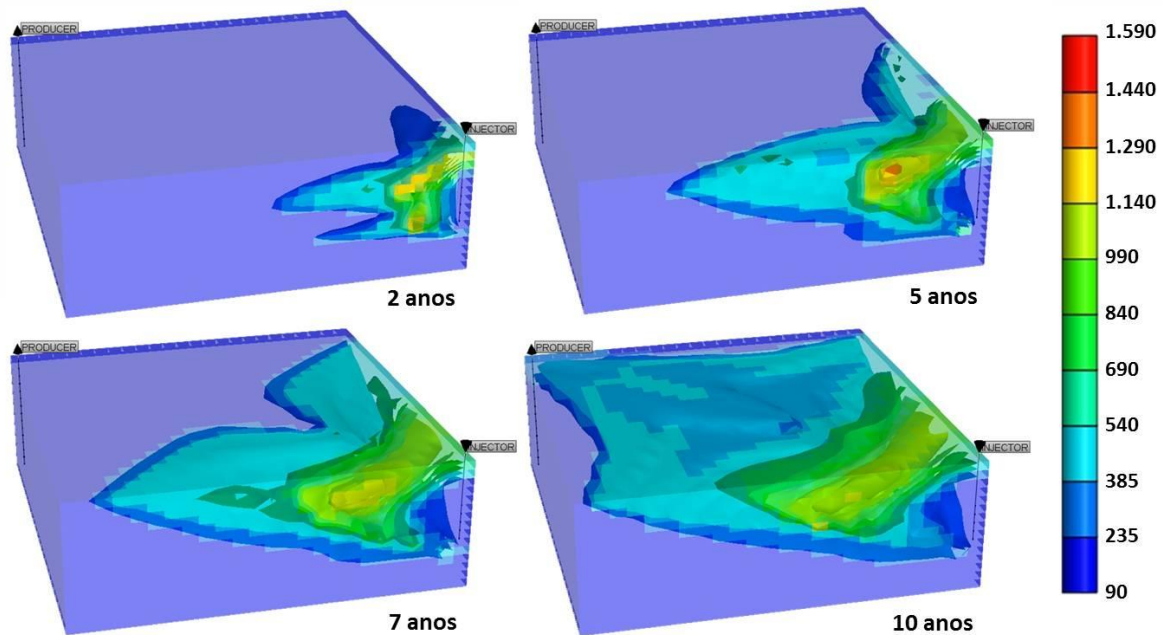 PRODUCER
INJECTOR
2 anos
PRODUCER
INJECTOR
5 anos
PRODUCER
INJECTOR
7 anos
PRODUCER
INJECTOR
10 anos
1.590
1.440
1.290
1.140
990
840
690
540
385
235
90